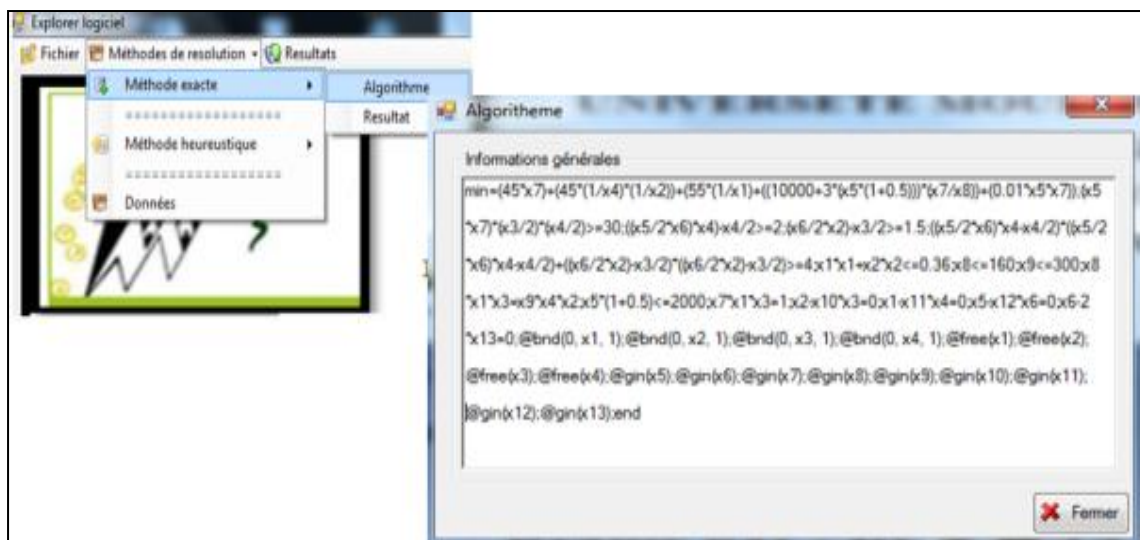 Explorer logiciel
Fichier Méthodes de resolution Resultats
Méthode exacte
Algorithme
==================
Resultat
Méthode heureustique
==================
Données
?
Algoritheme
Informations générales
min=(45*x7)+(45*(1/x4)*(1/x2))+(55*(1/x1)+((10000+3*(x5*(1+0.5)))*(x7/x8))+(0.01*x5*x7));(x5
*x7)*(x3/2)*(x4/2)>=30;((x5/2*x6)*x4)-x4/2>=2;(x6/2*x2)-x3/2>=1.5;((x5/2*x6)*x4-x4/2)*((x5/2
*x6)*x4-x4/2)+((x6/2*x2)-x3/2)*((x6/2*x2)-x3/2)>=4;x1*x1+x2*x2<=0.36;x8<=160;x9<=300;x8
*x1*x3=x9*x4*x2;x5*(1+0.5)<=2000;x7*x1*x3=1;x2-x10*x3=0;x1-x11*x4=0;x5-x12*x6=0;x6-2
*x13=0;@bnd(0, x1, 1);@bnd(0, x2, 1);@bnd(0, x3, 1);@bnd(0, x4, 1);@free(x1);@free(x2);
@free(x3);@free(x4);@gin(x5);@gin(x6);@gin(x7);@gin(x8);@gin(x9);@gin(x10);@gin(x11);
@gin(x12);@gin(x13);end
Fermer